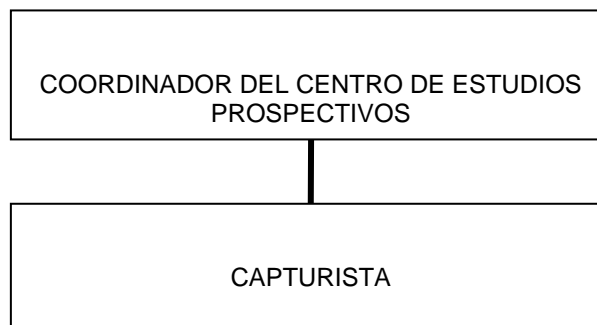 COORDINADOR DEL CENTRO DE ESTUDIOS
PROSPECTIVOS
CAPTURISTA